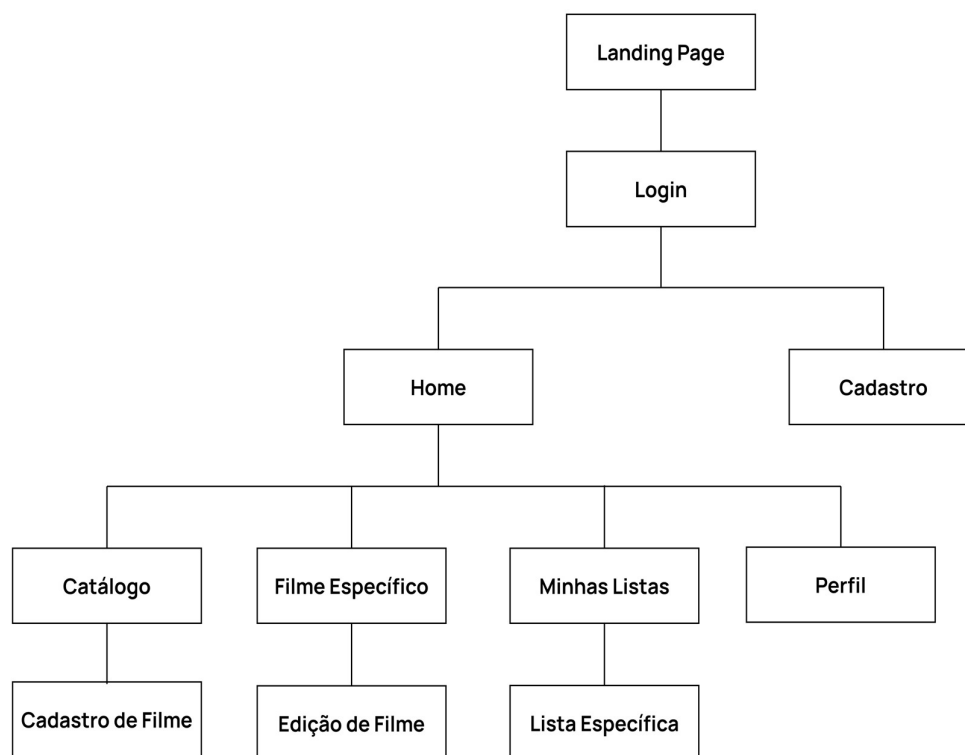 Landing Page
Login
Home
Cadastro
Catálogo
Filme Específico
Minhas Listas
Perfil
Cadastro de Filme
Edição de Filme
Lista Específica